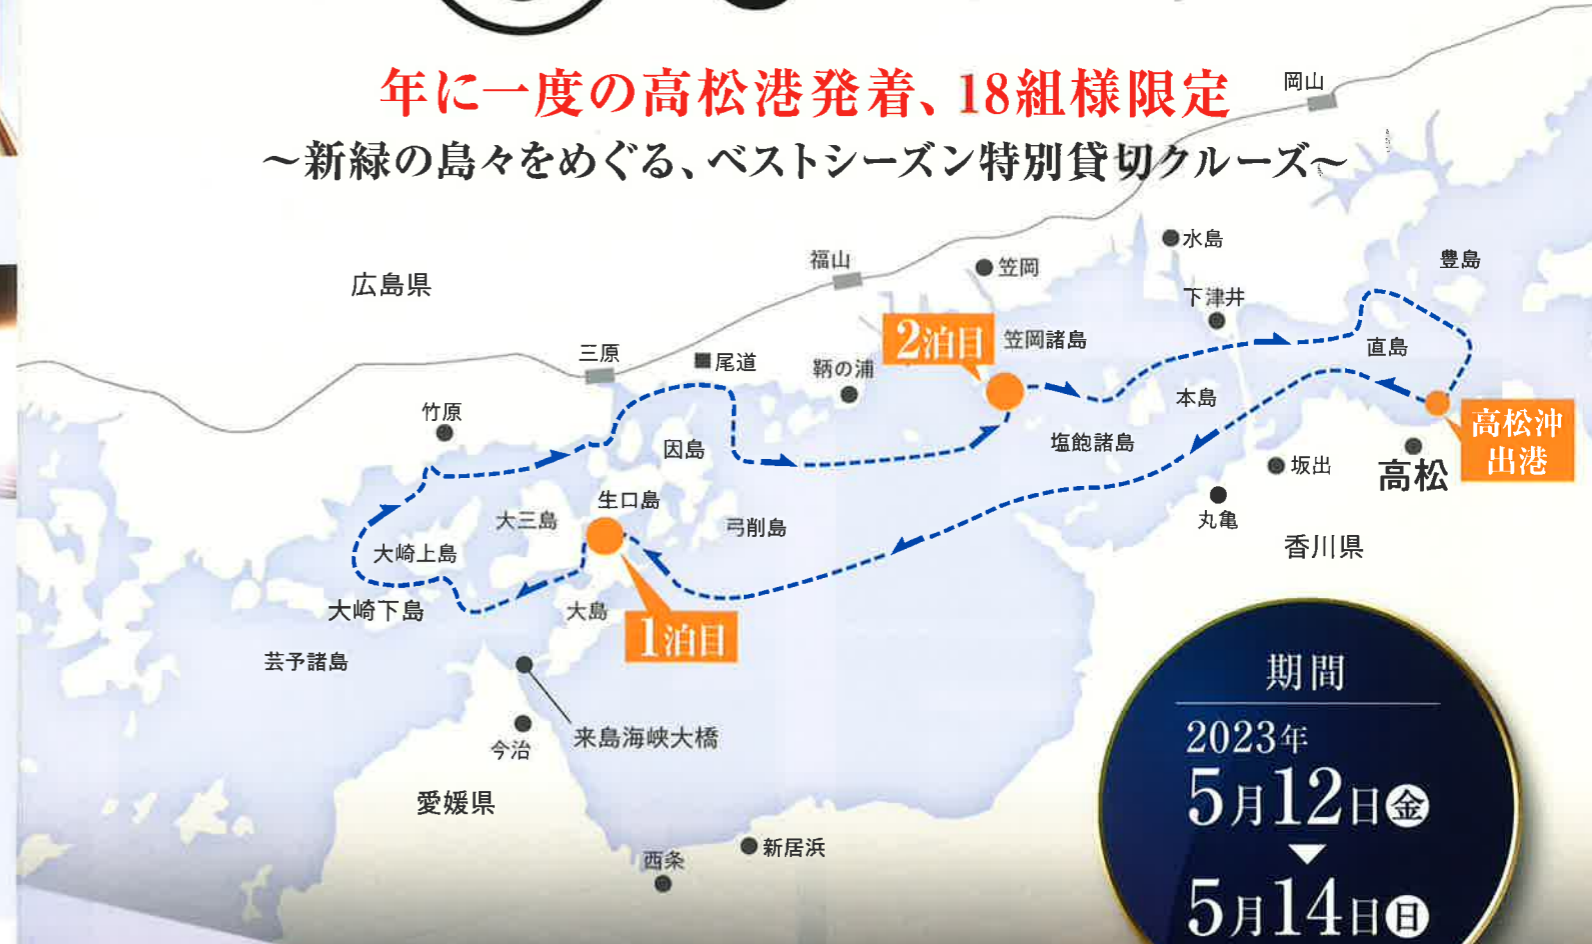 年に一度の高松港発着、18組様限定
～新緑の島々をめぐる、ベストシーズン特別貸切クルーズ～
岡山
水島
豊島
福山
笠岡
広島県
下津井
2泊目
笠岡諸島
直島
三原
尾道
鞆の浦
本島
竹原
因島
塩飽諸島
高松沖
出港
坂出
高松
生口島
大三島
弓削島
丸亀
香川県
大崎上島
大崎下島
大島
1泊目
芸予諸島
来島海峡大橋
今治
愛媛県
西条
新居浜
期間
2023年
5月12日金
5月14日日